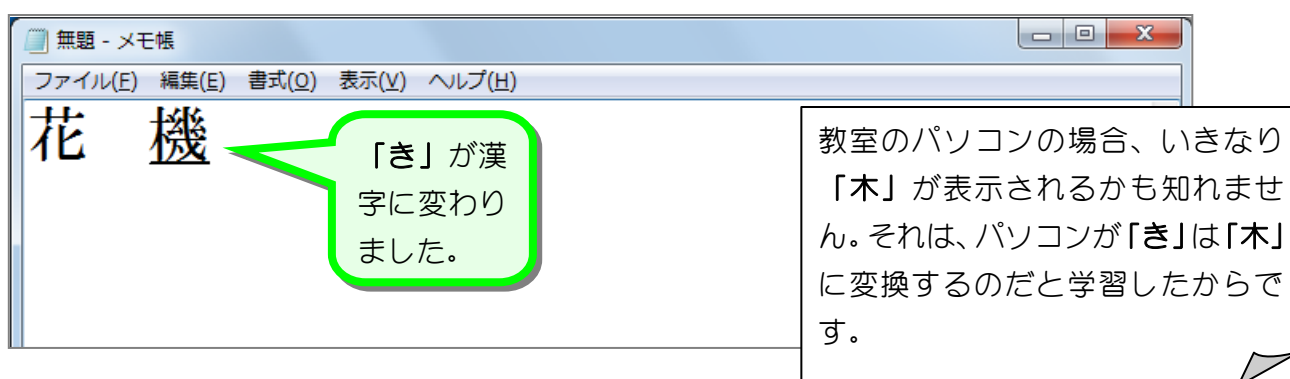 無題 - メモ帳
ファイル(F) 編集(E) 書式(O) 表示(V) ヘルプ(H)
花 機
「き」が漢
字に変わり
ました。
教室のパソコンの場合、いきなり
「木」が表示されるかも知れませ
ん。それは、パソコンが「き」は「木」
に変換するのだと学習したからで
す。